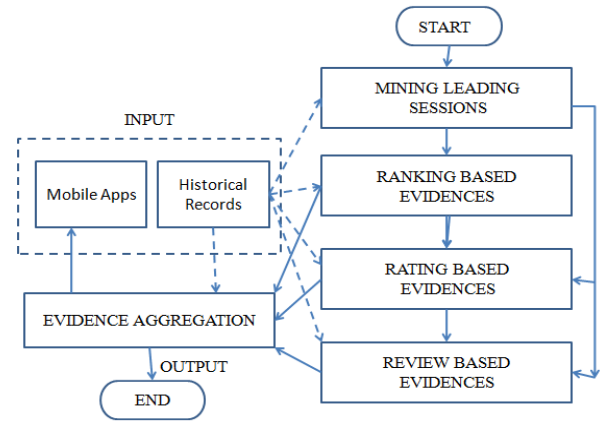 START
MINING LEADING
SESSIONS
INPUT
Mobile Apps
Historical
Records
RANKING BASED
EVIDENCES
RATING BASED
EVIDENCES
EVIDENCE AGGREGATION
REVIEW BASED
EVIDENCES
OUTPUT
END